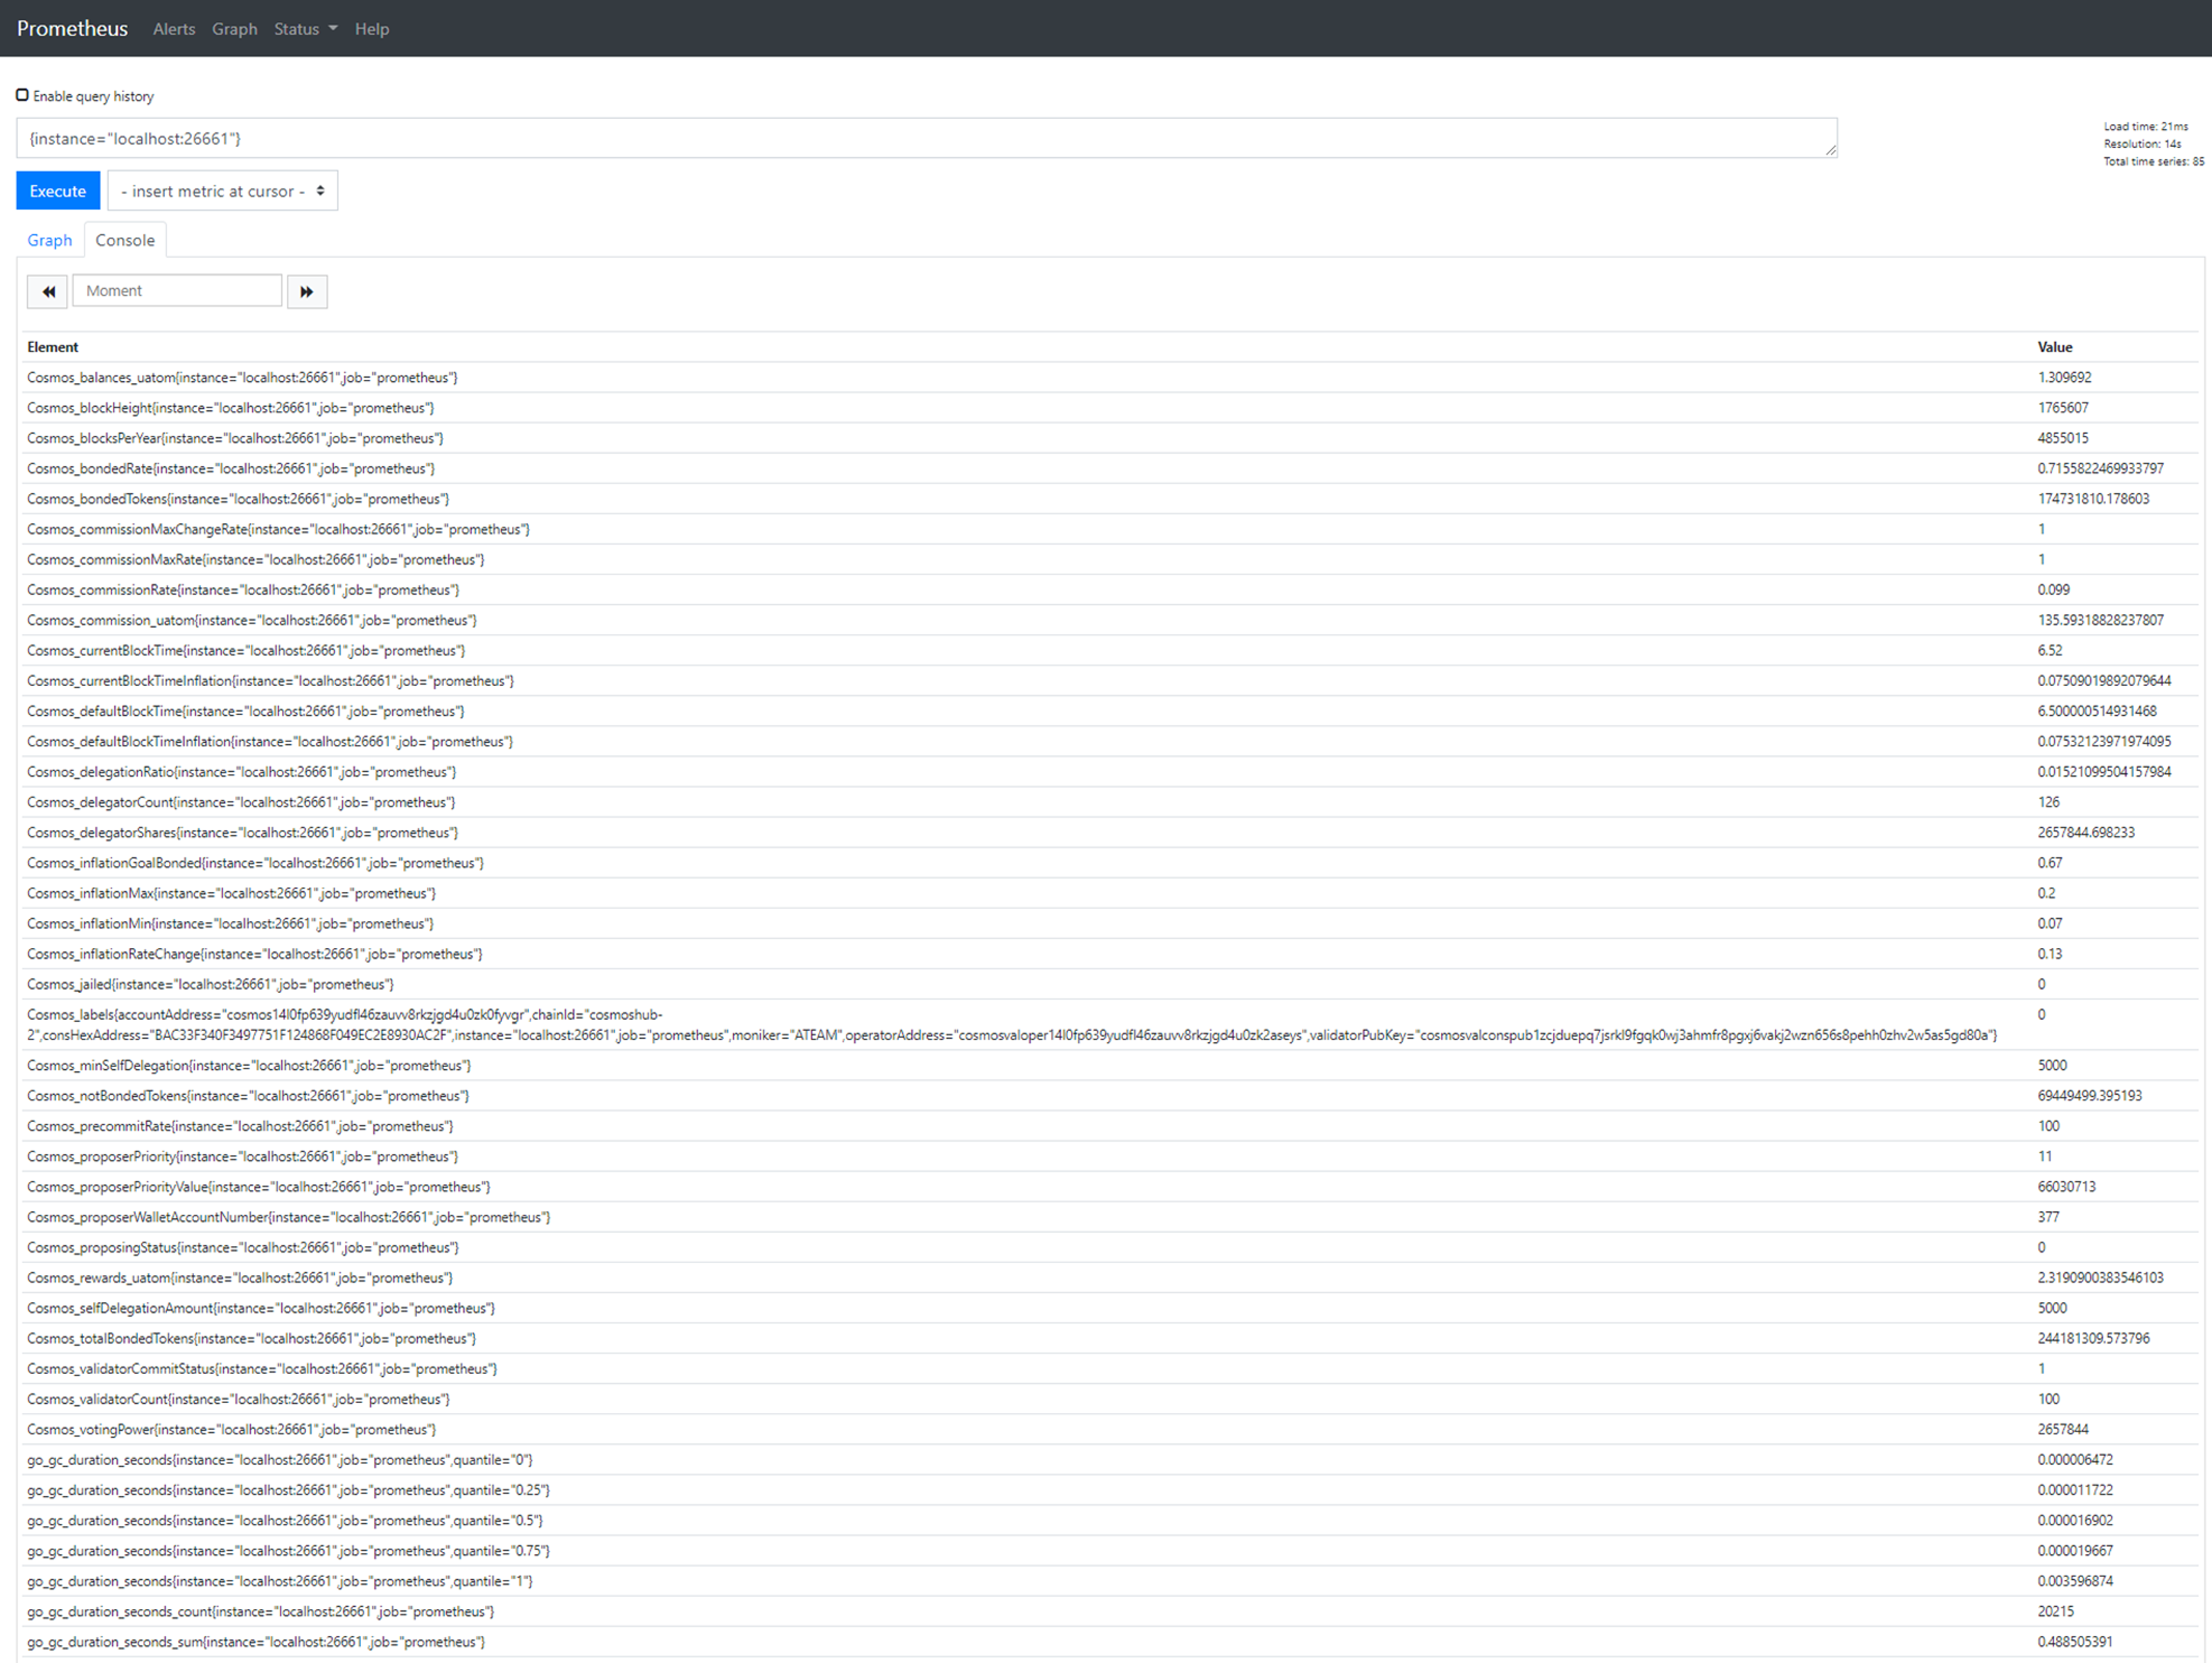 Prometheus Alerts Graph Status Help
Enable query history
{instance="localhost:26661"}
Load time: 21ms
Resolution: 14s
Total time series: 85
Execute - insert metric at cursor -
Graph Console
Moment
Element Value
Cosmos_balances_uatom{instance="localhost:26661",job="prometheus"} 1.309692
Cosmos_blockHeight{instance="localhost:26661",job="prometheus"} 1765607
Cosmos_blocksPerYear{instance="localhost:26661",job="prometheus"} 4855015
Cosmos_bondedRate{instance="localhost:26661",job="prometheus"} 0.7155822469933797
Cosmos_bondedTokens{instance="localhost:26661",job="prometheus"} 174731810.178603
Cosmos_commissionMaxChangeRate{instance="localhost:26661",job="prometheus"} 1
Cosmos_commissionMaxRate{instance="localhost:26661",job="prometheus"} 1
Cosmos_commissionRate{instance="localhost:26661",job="prometheus"} 0.099
Cosmos_commission_uatom{instance="localhost:26661",job="prometheus"} 135.59318828237807
Cosmos_currentBlockTime{instance="localhost:26661",job="prometheus"} 6.52
Cosmos_currentBlockTimeInflation{instance="localhost:26661",job="prometheus"} 0.07509019892079644
Cosmos_defaultBlockTime{instance="localhost:26661",job="prometheus"} 6.500000514931468
Cosmos_defaultBlockTimeInflation{instance="localhost:26661",job="prometheus"} 0.07532123971974095
Cosmos_delegationRatio{instance="localhost:26661",job="prometheus"} 0.01521099504157984
Cosmos_delegatorCount{instance="localhost:26661",job="prometheus"} 126
Cosmos_delegatorShares{instance="localhost:26661",job="prometheus"} 2657844.698233
Cosmos_inflationGoalBonded{instance="localhost:26661",job="prometheus"} 0.67
Cosmos_inflationMax{instance="localhost:26661",job="prometheus"} 0.2
Cosmos_inflationMin{instance="localhost:26661",job="prometheus"} 0.07
Cosmos_inflationRateChange{instance="localhost:26661",job="prometheus"} 0.13
Cosmos_jailed{instance="localhost:26661",job="prometheus"} 0
Cosmos_labels{accountAddress="cosmos14l0fp639yudfl46zauvv8rkzjgd4u0zk0fyvgr",chainId="cosmoshub- 0
2",consHexAddress="BAC33F340F3497751F124868F049EC2E8930AC2F",instance="localhost:26661",job="prometheus",moniker="ATEAM",operatorAddress="cosmosvaloper14l0fp639yudfl46zauvv8rkzjgd4u0zk2aseys",validatorPubKey="cosmosvalconspub1zcjduepq7jsrkl9fgqk0wj3ahmfr8pgxj6vakj2wzn656s8pehh0zhv2w5as5gd80a"}
Cosmos_minSelfDelegation{instance="localhost:26661",job="prometheus"} 5000
Cosmos_notBondedTokens{instance="localhost:26661",job="prometheus"} 69449499.395193
Cosmos_precommitRate{instance="localhost:26661",job="prometheus"} 100
Cosmos_proposerPriority{instance="localhost:26661",job="prometheus"} 11
Cosmos_proposerPriorityValue{instance="localhost:26661",job="prometheus"} 66030713
Cosmos_proposerWalletAccountNumber{instance="localhost:26661",job="prometheus"} 377
Cosmos_proposingStatus{instance="localhost:26661",job="prometheus"} 0
Cosmos_rewards_uatom{instance="localhost:26661",job="prometheus"} 2.3190900383546103
Cosmos_selfDelegationAmount{instance="localhost:26661",job="prometheus"} 5000
Cosmos_totalBondedTokens{instance="localhost:26661",job="prometheus"} 244181309.573796
Cosmos_validatorCommitStatus{instance="localhost:26661",job="prometheus"} 1
Cosmos_validatorCount{instance="localhost:26661",job="prometheus"} 100
Cosmos_votingPower{instance="localhost:26661",job="prometheus"} 2657844
go_gc_duration_seconds{instance="localhost:26661",job="prometheus",quantile="0"} 0.000006472
go_gc_duration_seconds{instance="localhost:26661",job="prometheus",quantile="0.25"} 0.000011722
go_gc_duration_seconds{instance="localhost:26661",job="prometheus",quantile="0.5"} 0.000016902
go_gc_duration_seconds{instance="localhost:26661",job="prometheus",quantile="0.75"} 0.000019667
go_gc_duration_seconds{instance="localhost:26661",job="prometheus",quantile="1"} 0.003596874
go_gc_duration_seconds_count{instance="localhost:26661",job="prometheus"} 20215
go_gc_duration_seconds_sum{instance="localhost:26661",job="prometheus"} 0.488505391